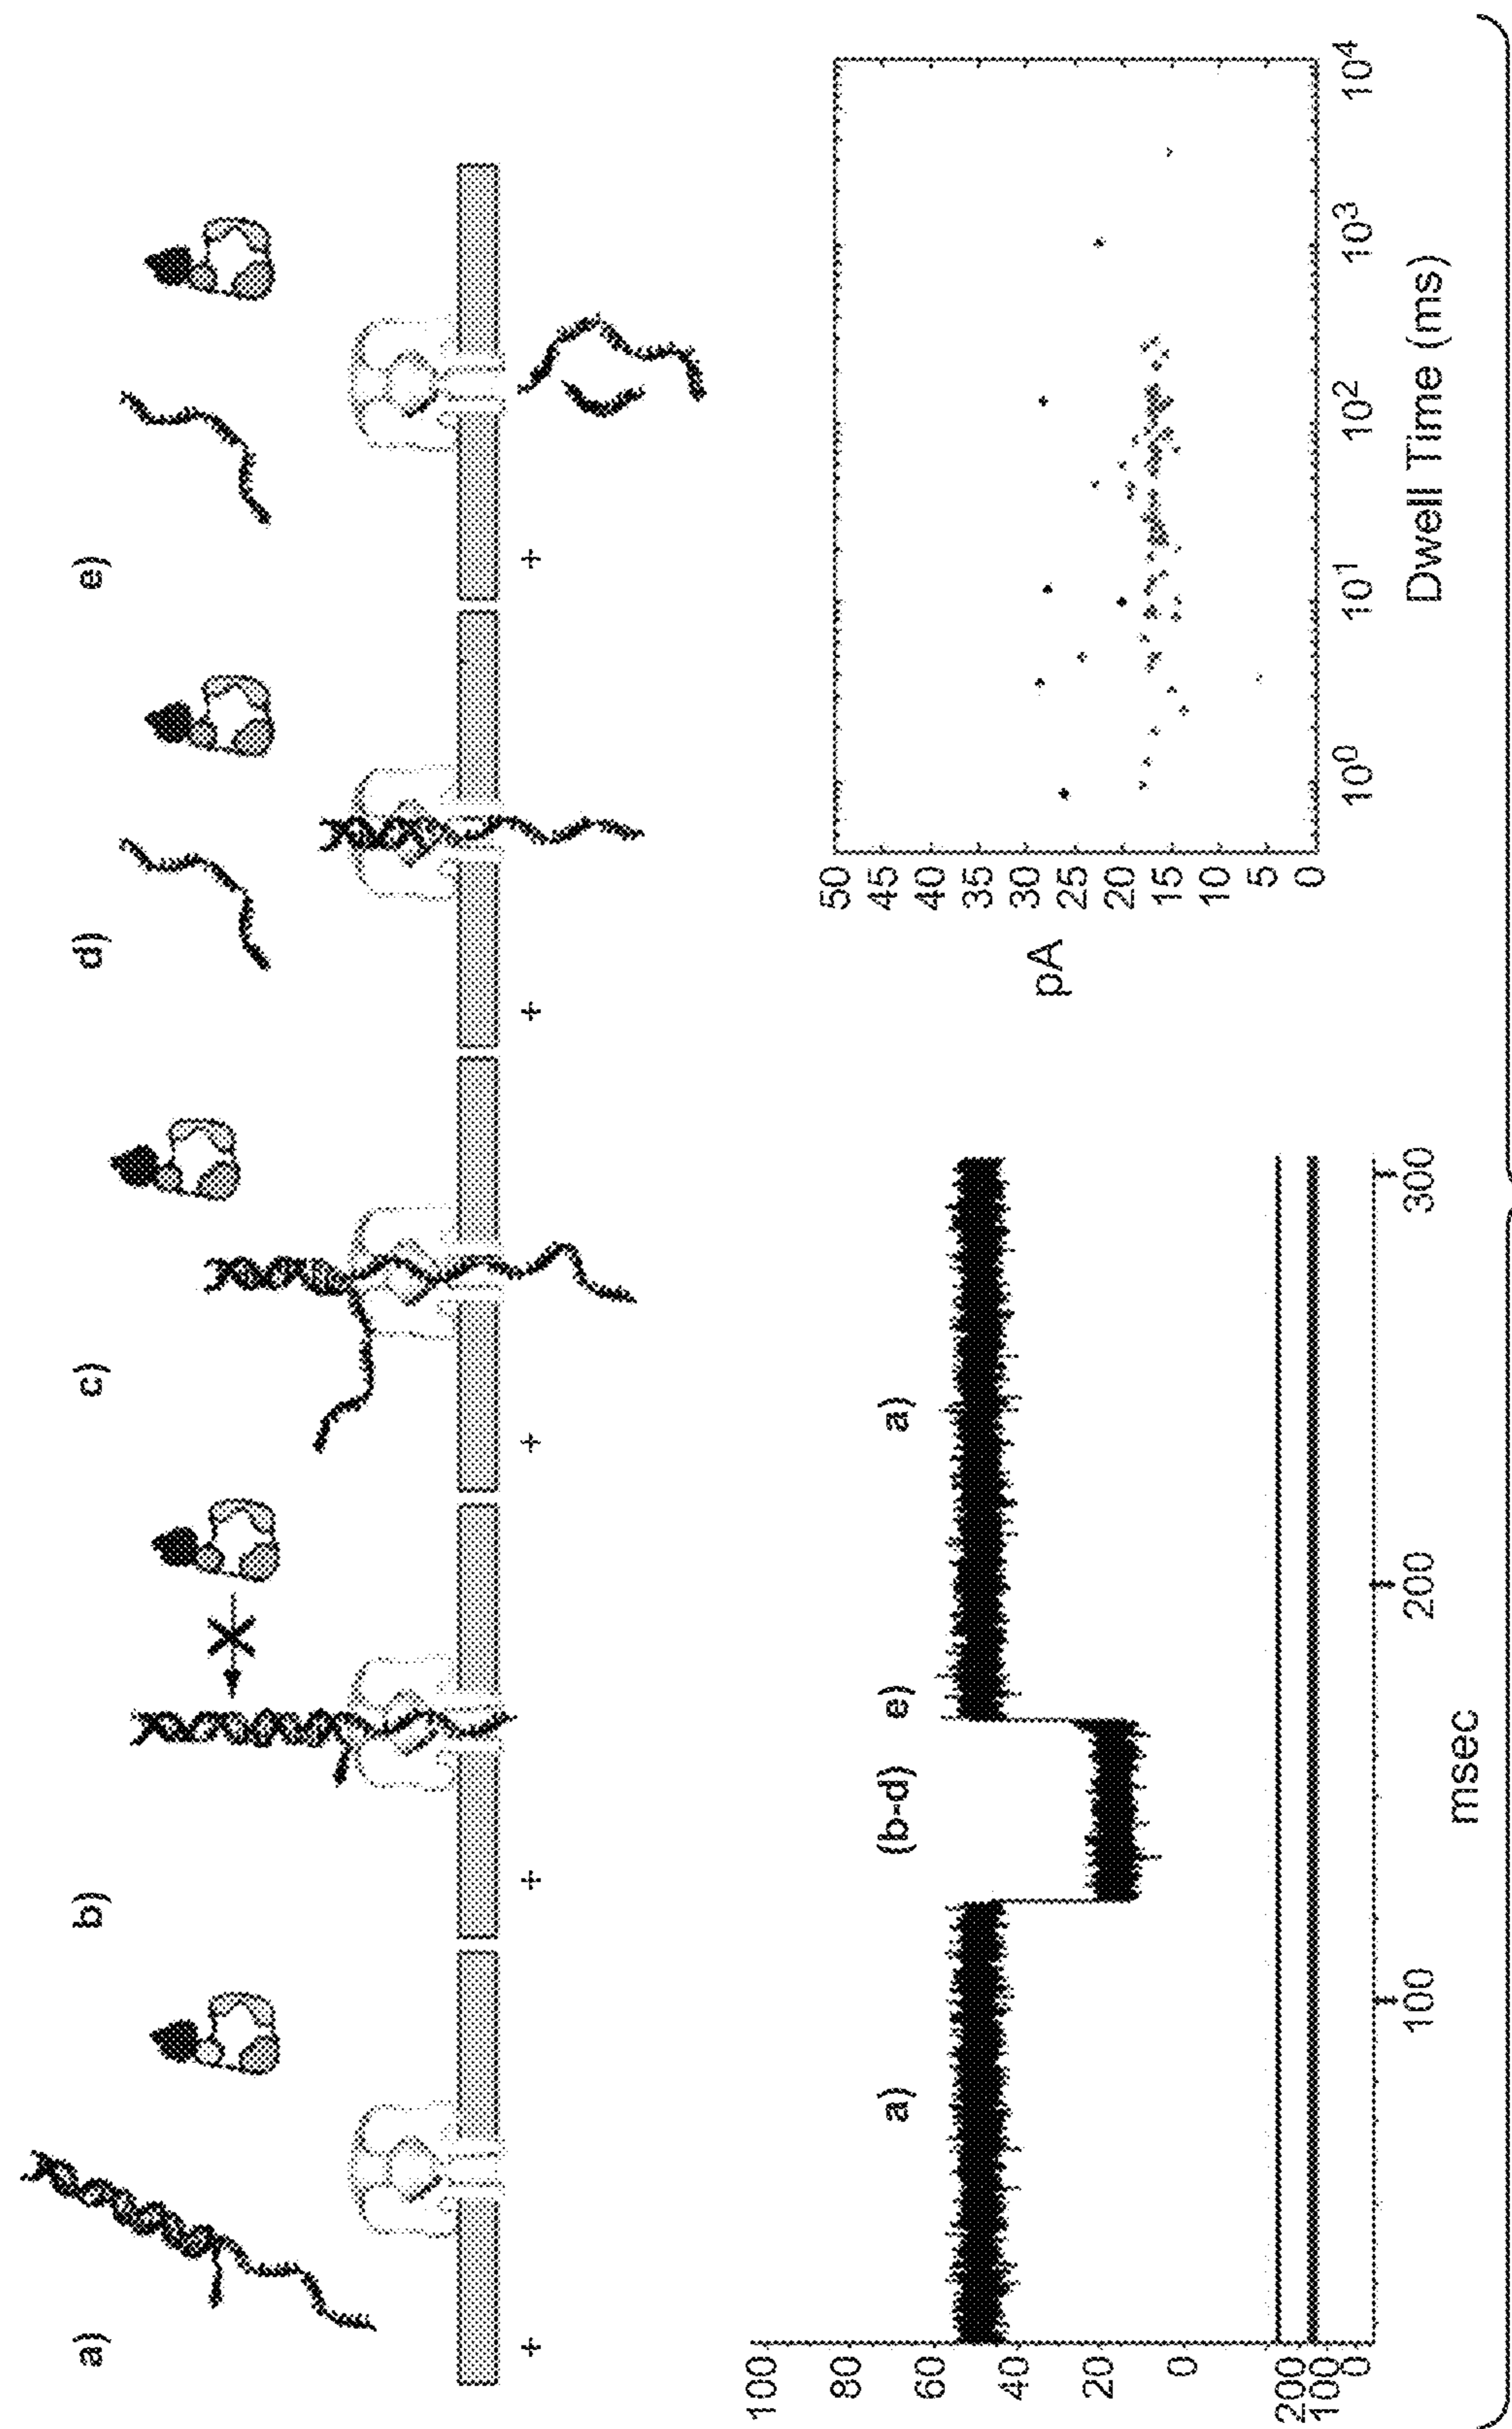 a)
b)
c)
d)
e)
+
+
+
+
+
a)
(b-d)
e)
a)
100
80
60
40
20
0
200
100
0
100
200
300
msec
pA
50
45
40
35
30
25
20
15
10
5
0
10⁰
10¹
10²
10³
10⁴
Dwell Time (ms)